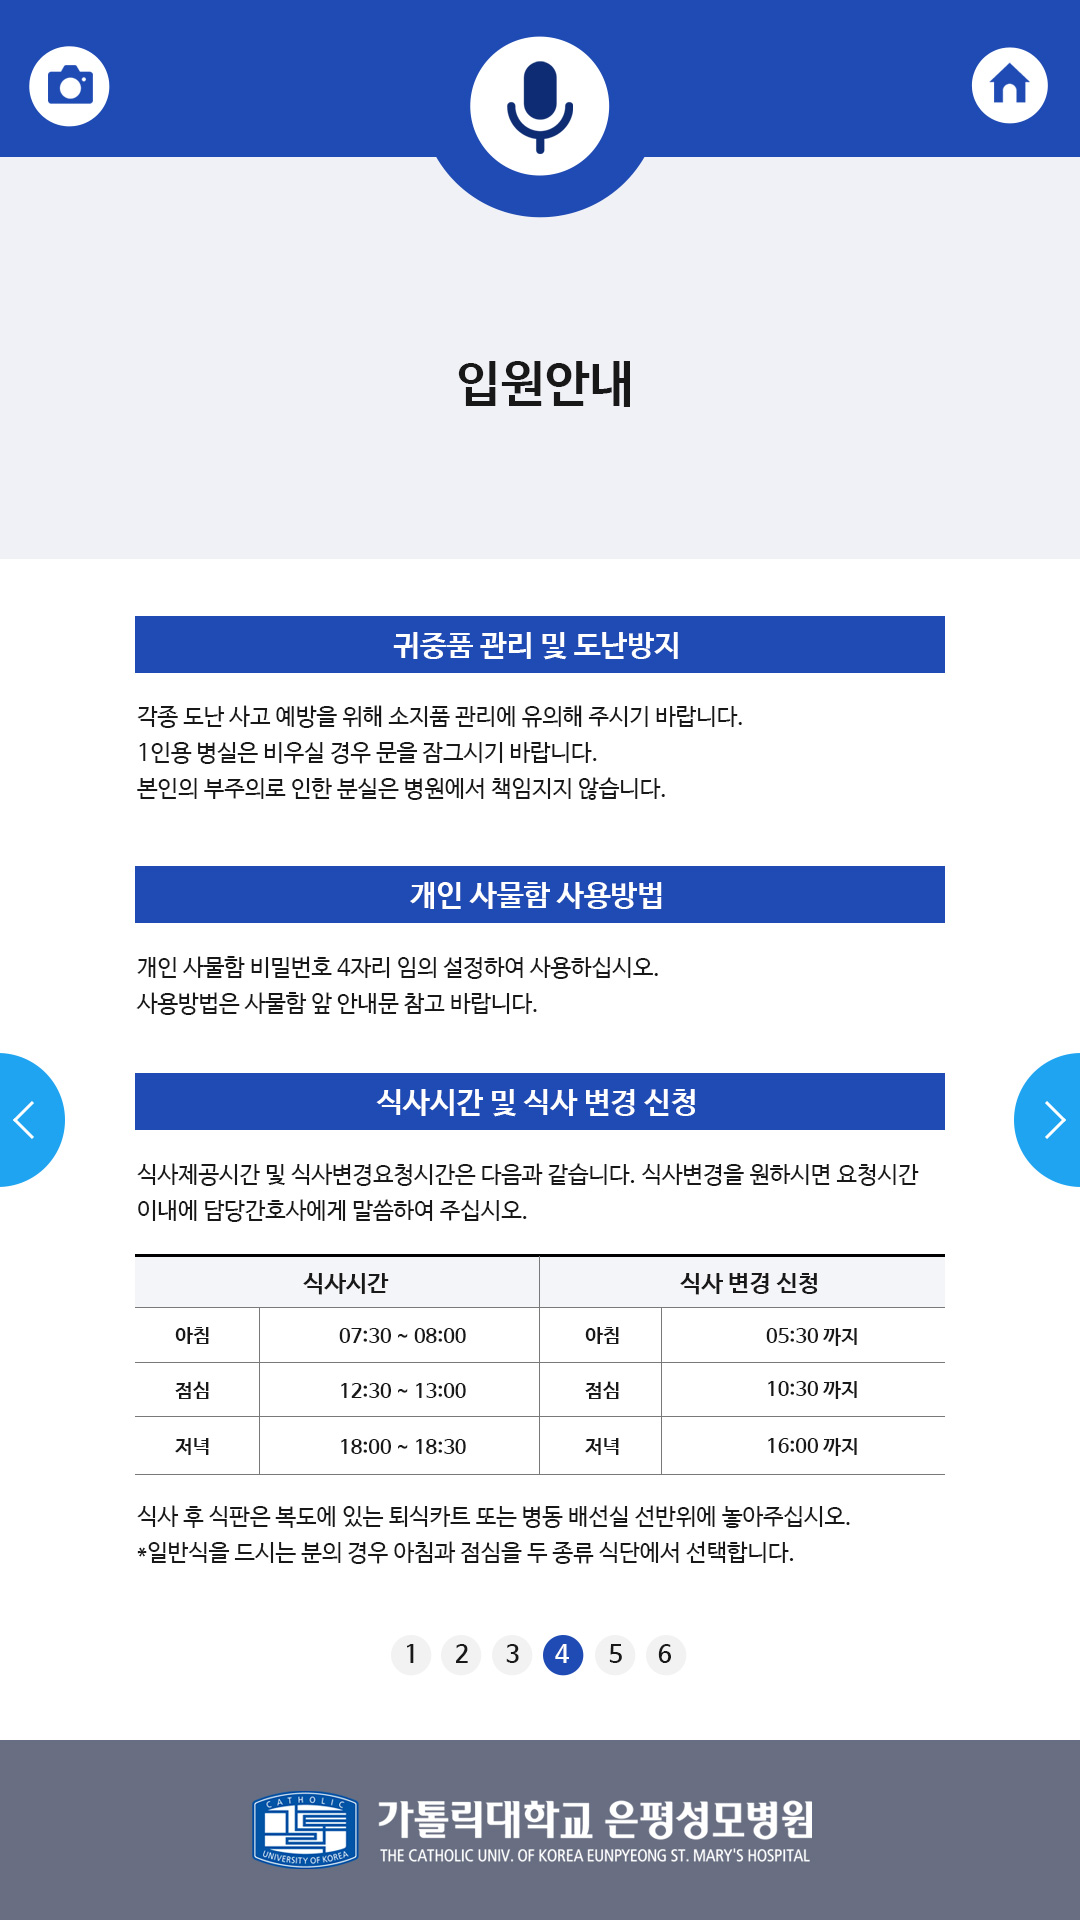 입원안내
귀중품 관리 및 도난방지
각종 도난 사고 예방을 위해 소지품 관리에 유의해 주시기 바랍니다.
1인용 병실은 비우실 경우 문을 잠그시기 바랍니다.
본인의 부주의로 인한 분실은 병원에서 책임지지 않습니다.
개인 사물함 사용방법
개인 사물함 비밀번호 4자리 임의 설정하여 사용하십시오.
사용방법은 사물함 앞 안내문 참고 바랍니다.
식사시간 및 식사 변경 신청
식사제공시간 및 식사변경요청시간은 다음과 같습니다. 식사변경을 원하시면 요청시간
이내에 담당간호사에게 말씀하여 주십시오.
식사시간 식사 변경 신청
아침 07:30 ~ 08:00 아침 05:30 까지
점심 12:30 ~ 13:00 점심 10:30 까지
저녁 18:00 ~ 18:30 저녁 16:00 까지
식사 후 식판은 복도에 있는 퇴식카트 또는 병동 배선실 선반위에 놓아주십시오.
*일반식을 드시는 분의 경우 아침과 점심을 두 종류 식단에서 선택합니다.
1 2 3 4 5 6
CATHOLIC
UNIVERSITY OF KOREA
가톨릭대학교 은평성모병원
THE CATHOLIC UNIV. OF KOREA EUNPYEONG ST. MARY'S HOSPITAL